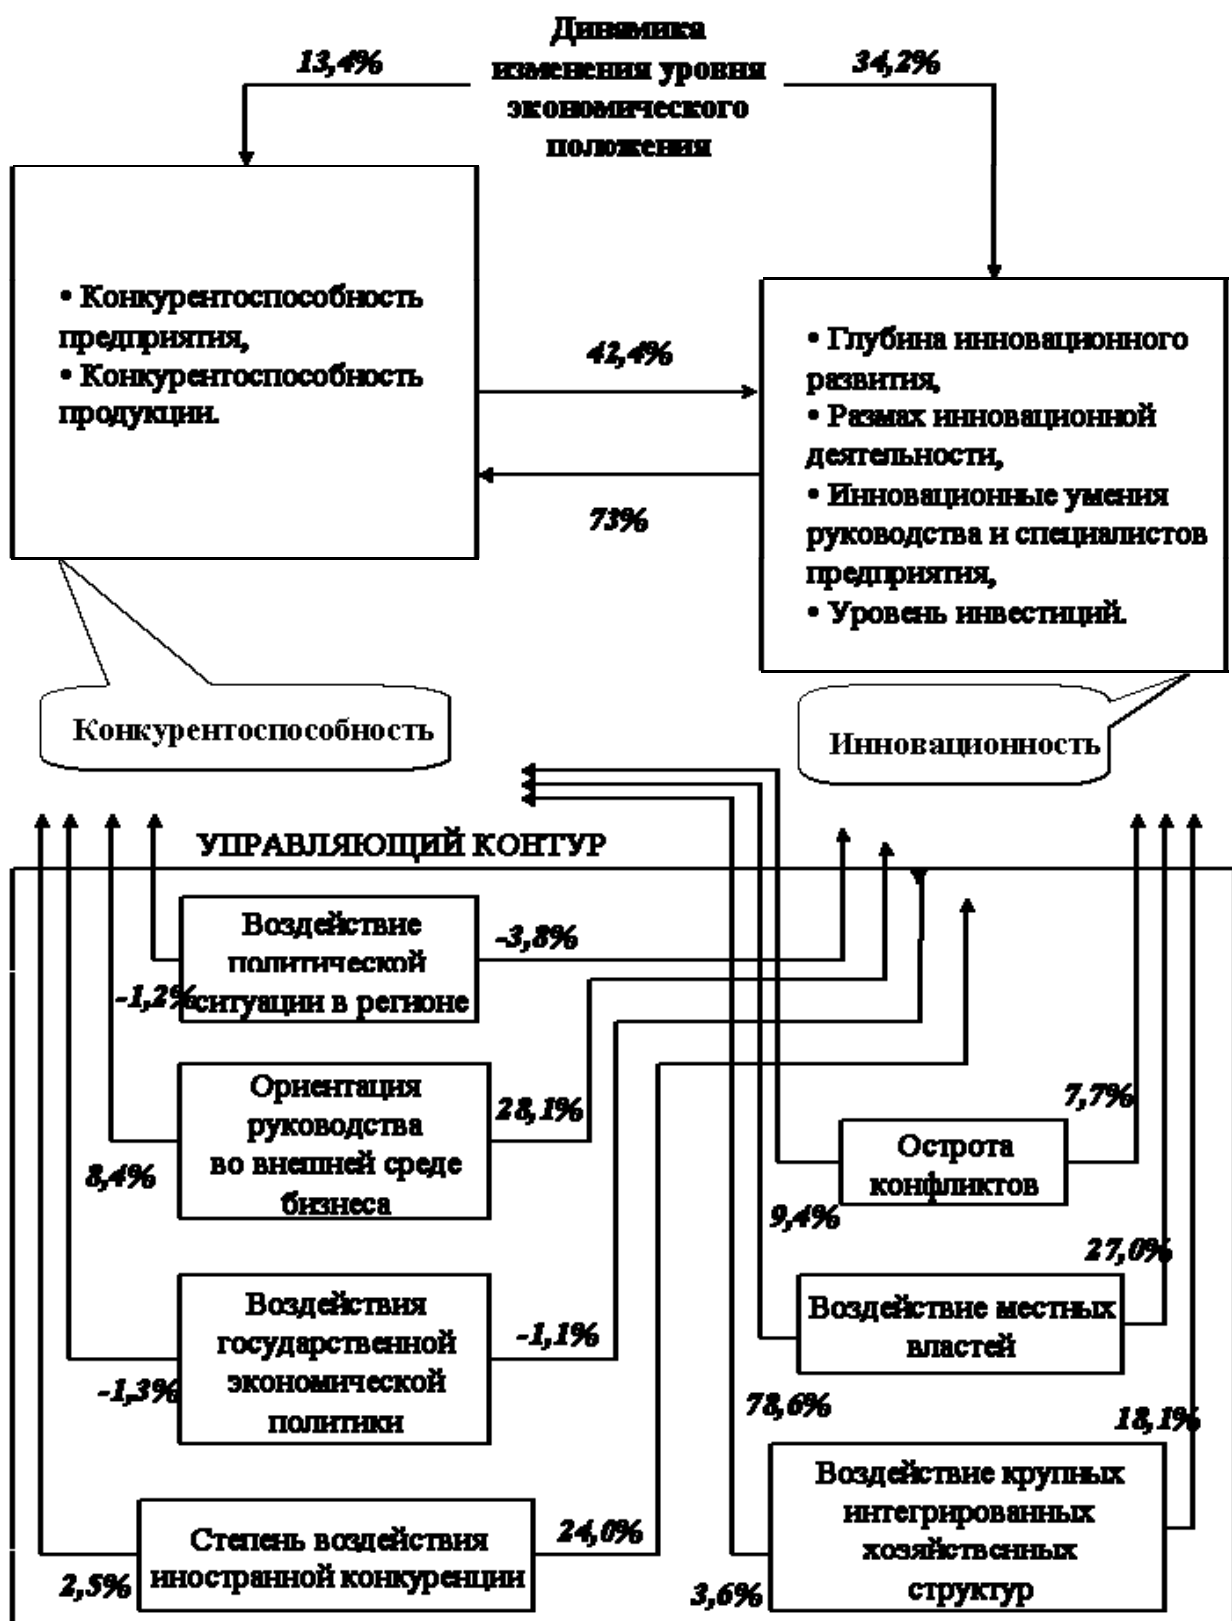 Динамика
изменения уровня
экономического
положения
13,4%
34,2%
• Конкурентоспособность
предприятия,
• Конкурентоспособность
продукции.
42,4%
73%
• Глубина инновационного
развития,
• Размах инновационной
деятельности,
• Инновационные умения
руководства и специалистов
предприятия,
• Уровень инвестиций.
Конкурентоспособность
Инновационность
УПРАВЛЯЮЩИЙ КОНТУР
Воздействие
политической
ситуации в регионе
-3,8%
-1,2%
Ориентация
руководства
во внешней среде
бизнеса
28,1%
8,4%
Воздействия
государственной
экономической
политики
-1,1%
-1,3%
Степень воздействия
иностранной конкуренции
24,0%
2,5%
Острота
конфликтов
7,7%
9,4%
Воздействие местных
властей
27,0%
78,6%
Воздействие крупных
интегрированных
хозяйственных
структур
18,1%
3,6%